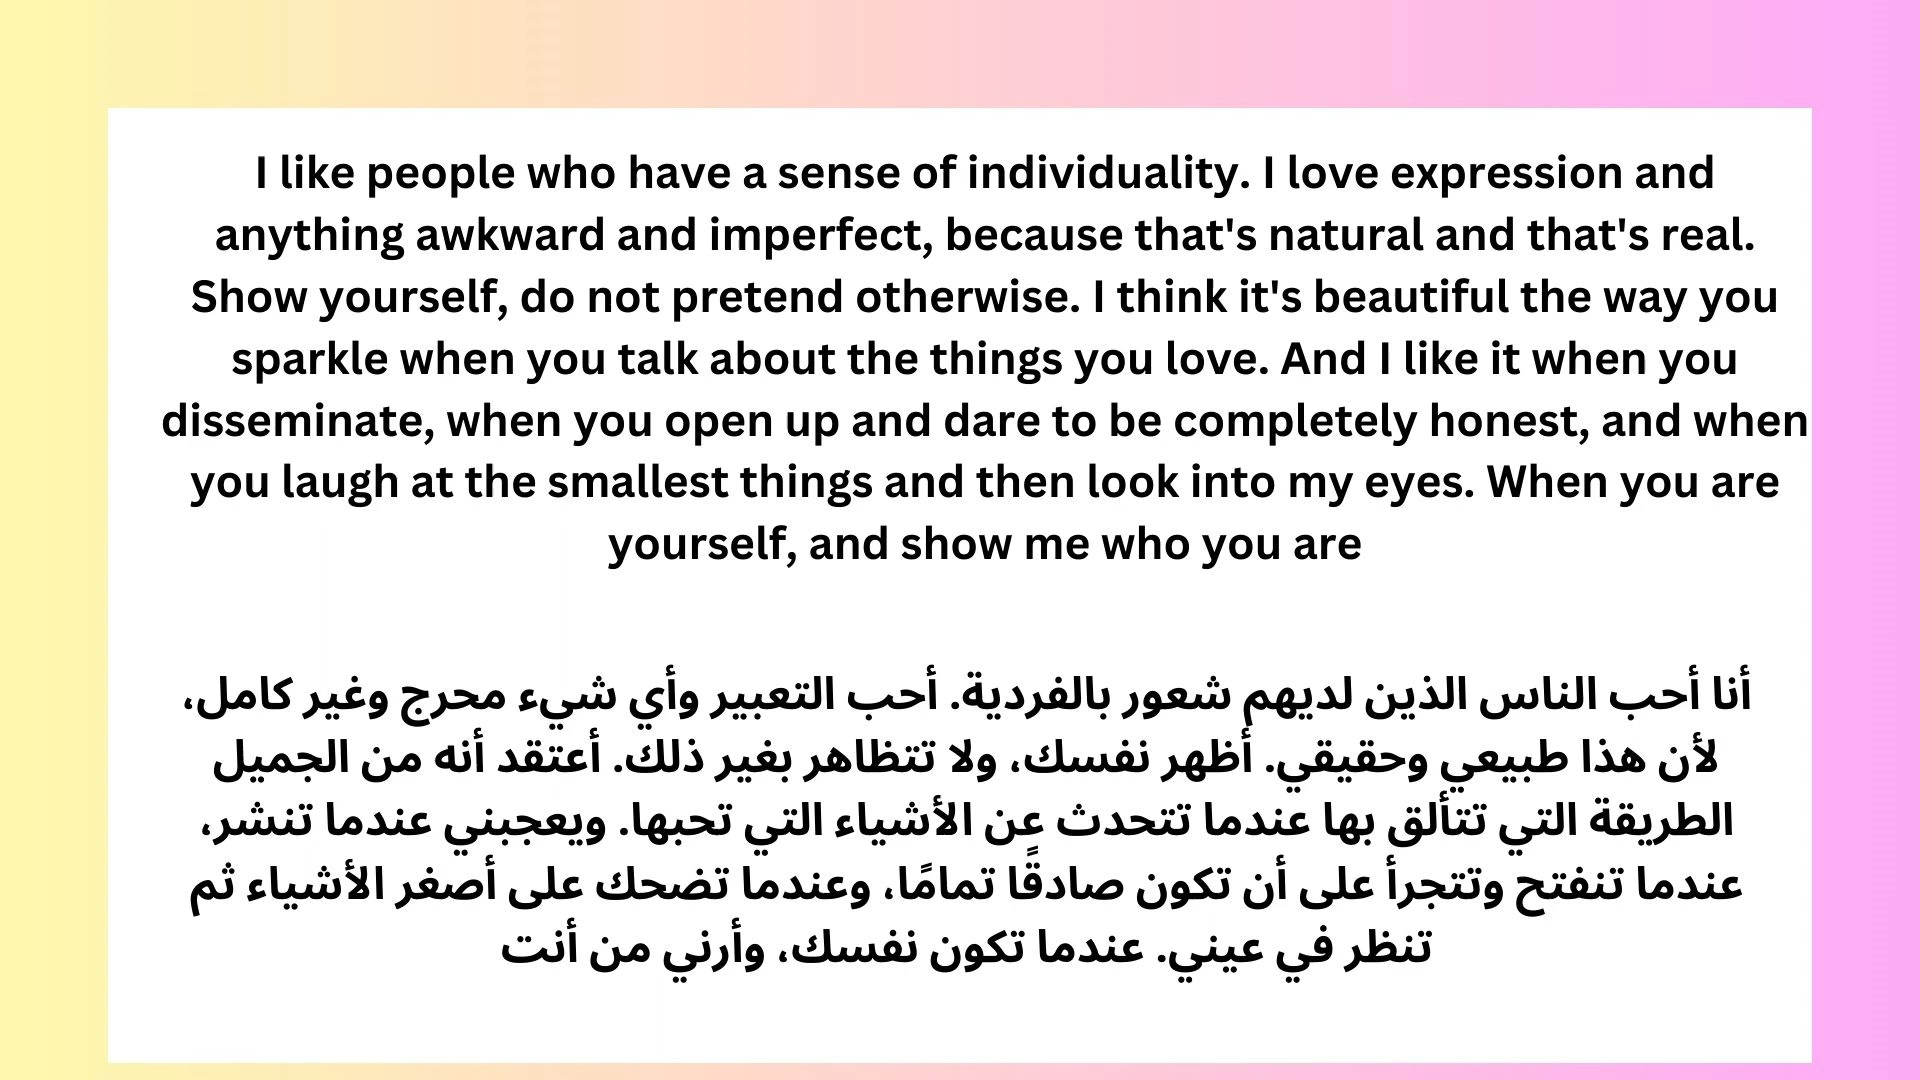 I like people who have a sense of individuality. I love expression and
anything awkward and imperfect, because that's natural and that's real.
Show yourself, do not pretend otherwise. I think it's beautiful the way you
sparkle when you talk about the things you love. And I like it when you
disseminate, when you open up and dare to be completely honest, and when
you laugh at the smallest things and then look into my eyes. When you are
yourself, and show me who you are
أنا أحب الناس الذين لديهم شعور بالفردية. أحب التعبير وأي شيء محرج وغير كامل،
لأن هذا طبيعي وحقيقي. أظهر نفسك، ولا تتظاهر بغير ذلك. أعتقد أنه من الجميل
الطريقة التي تتألق بها عندما تتحدث عن الأشياء التي تحبها. ويعجبني عندما تنشر،
عندما تنفتح وتتجرأ على أن تكون صادقًا تمامًا، وعندما تضحك على أصغر الأشياء ثم
تنظر في عيني. عندما تكون نفسك، وأرني من أنت